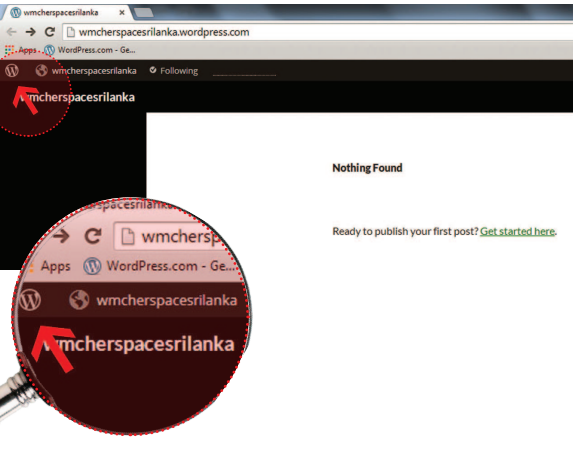 wmcherspacesrilanka ×
wmcherspacesrilanka.wordpress.com
Apps WordPress.com - Ge...
wmcherspacesrilanka Following
wmcherspacesrilanka
Nothing Found
Ready to publish your first post? Get started here.
wmchersp
Apps WordPress.com - Ge...
wmcherspacesrilanka
wmcherspacesrilanka